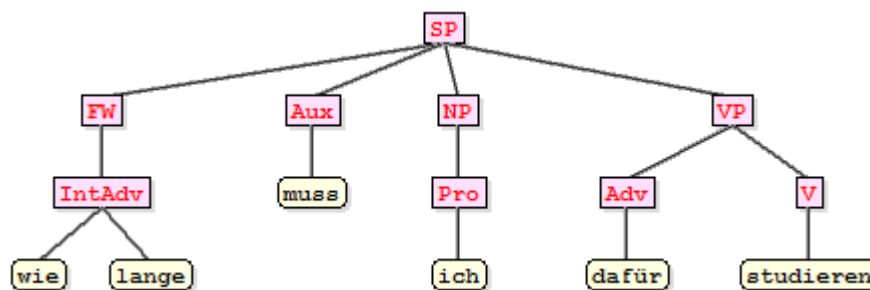 SP
FW Aux NP VP
IntAdv muss Pro Adv V
wie lange ich dafür studieren